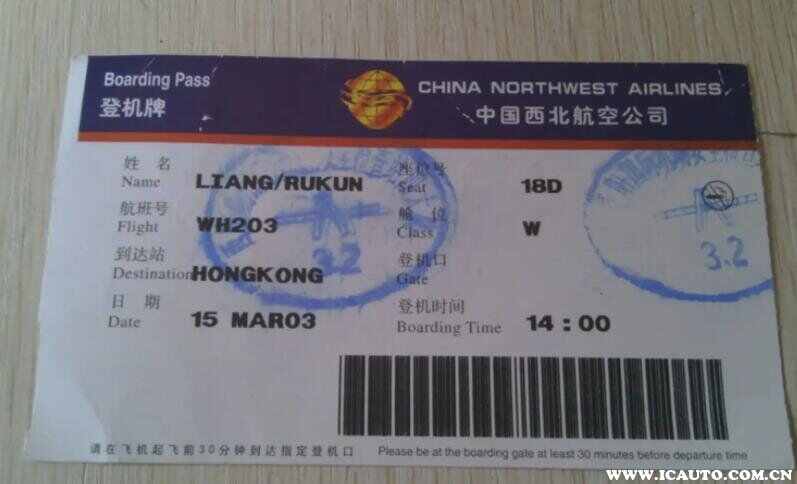 Boarding Pass
登机牌
CHINA NORTHWEST AIRLINES
中国西北航空公司
姓 名
Name LIANG/RUKUN
座位号
Seat 18D
航班号
Flight WH203
舱 位
Class W
到达站
Destination HONGKONG
登机口
Gate
日 期
Date 15 MAR03
登机时间
Boarding Time 14:00
3.2
3.2
请在飞机起飞前30分钟到达指定登机口
Please be at the boarding gate at least 30 minutes before departure time
WWW.ICAUTO.COM.CN